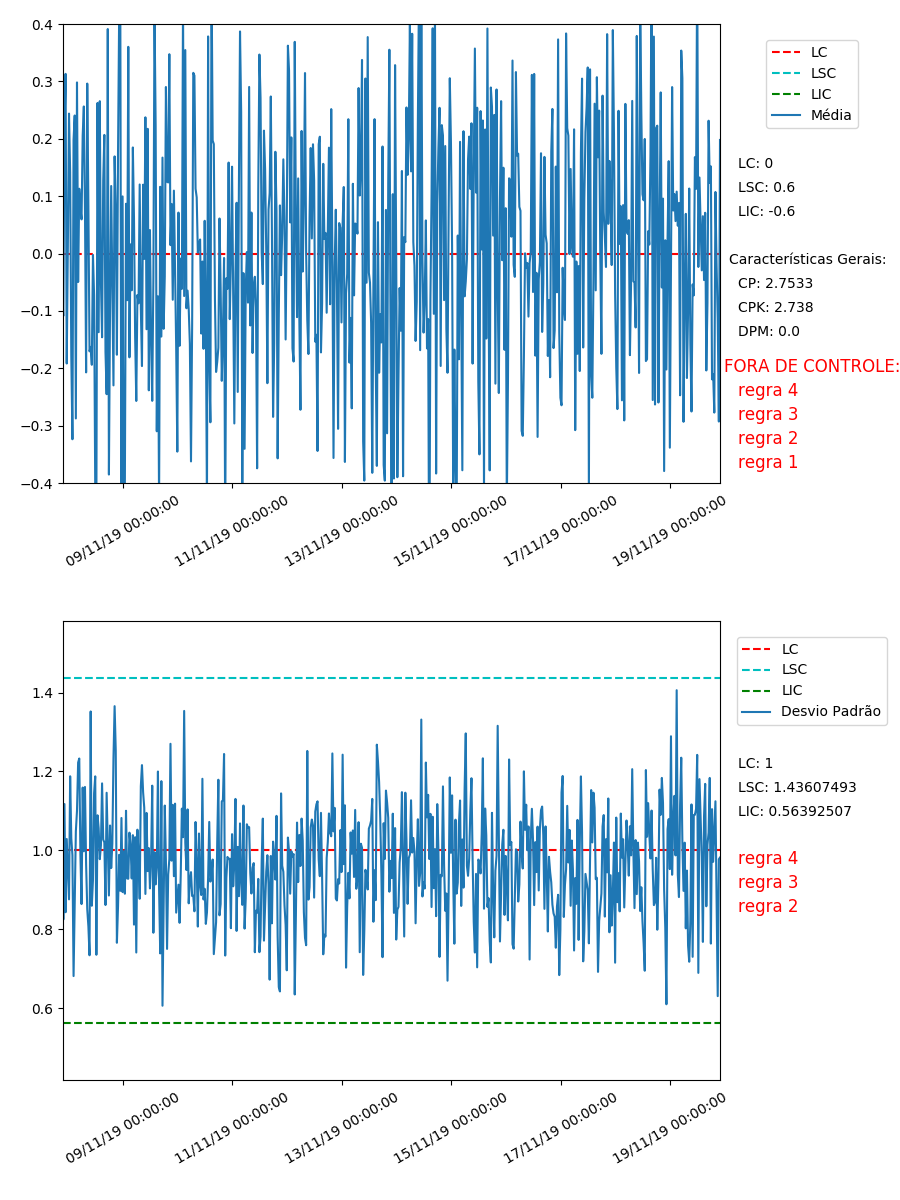 0.4
0.3
0.2
0.1
0.0
−0.1
−0.2
−0.3
−0.4
09/11/19 00:00:00
11/11/19 00:00:00
13/11/19 00:00:00
15/11/19 00:00:00
17/11/19 00:00:00
19/11/19 00:00:00
LC
LSC
LIC
Média
LC: 0
LSC: 0.6
LIC: -0.6
Características Gerais:
CP: 2.7533
CPK: 2.738
DPM: 0.0
FORA DE CONTROLE:
regra 4
regra 3
regra 2
regra 1
1.4
1.2
1.0
0.8
0.6
09/11/19 00:00:00
11/11/19 00:00:00
13/11/19 00:00:00
15/11/19 00:00:00
17/11/19 00:00:00
19/11/19 00:00:00
LC
LSC
LIC
Desvio Padrão
LC: 1
LSC: 1.43607493
LIC: 0.56392507
regra 4
regra 3
regra 2